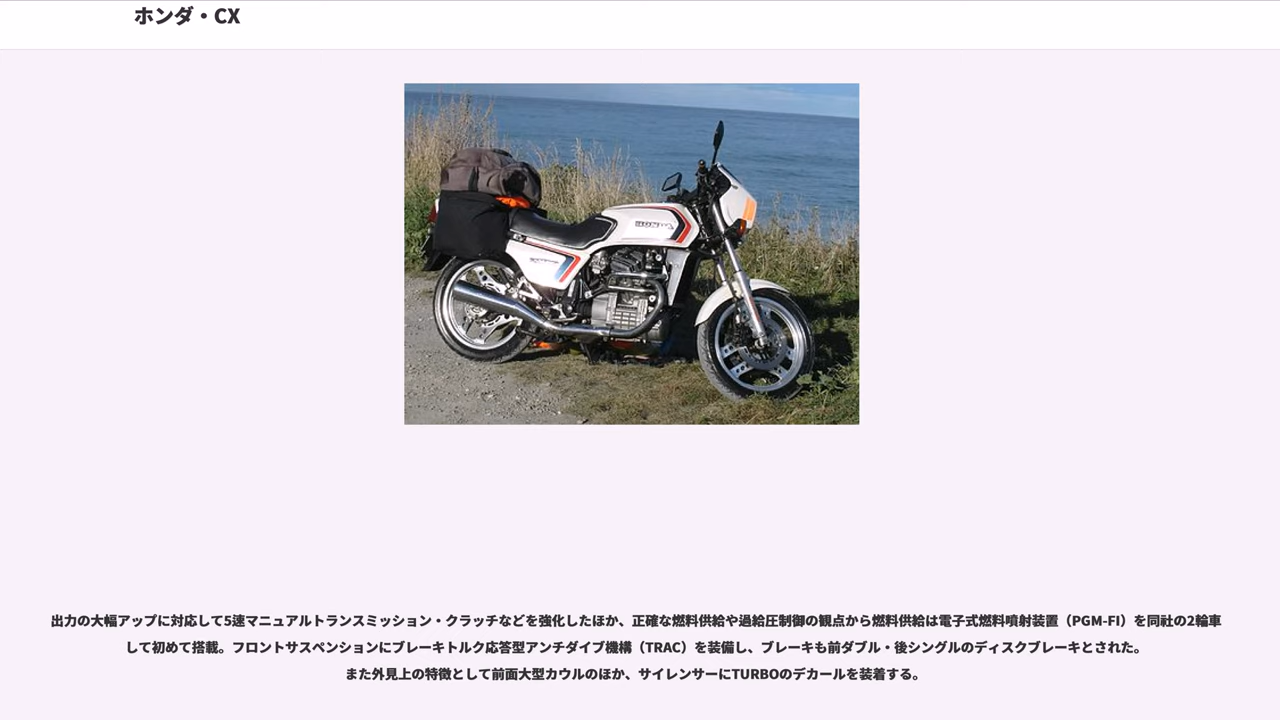 ホンダ・CX
HONDA
出力の大幅アップに対応して5速マニュアルトランスミッション・クラッチなどを強化したほか、正確な燃料供給や過給圧制御の観点から燃料供給は電子式燃料噴射装置（PGM-FI）を同社の2輪車
して初めて搭載。フロントサスペンションにブレーキトルク応答型アンチダイブ機構（TRAC）を装備し、ブレーキも前ダブル・後シングルのディスクブレーキとされた。
また外見上の特徴として前面大型カウルのほか、サイレンサーにTURBOのデカールを装着する。